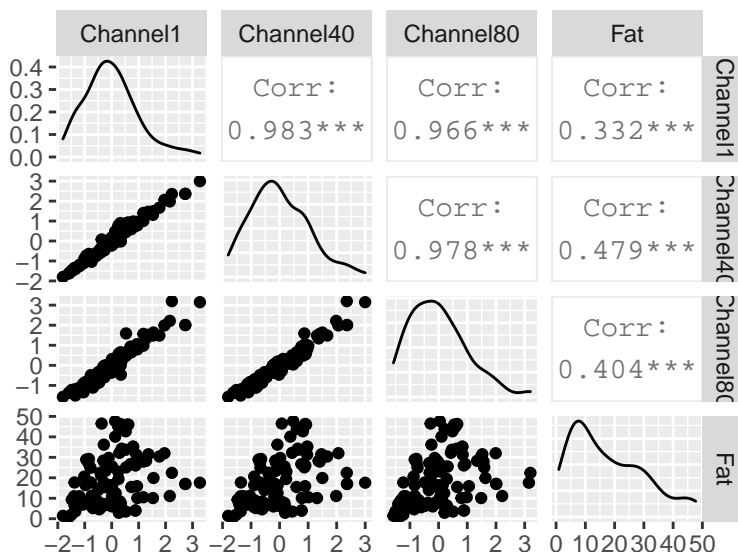 Channel1 Channel40 Channel80 Fat
0.4
0.3
0.2
0.1
0.0
Corr: Corr: Corr:
0.983*** 0.966*** 0.332***
Channel1
3
2
1
0
−1
−2
Corr: Corr:
0.978*** 0.479***
Channel40
3
2
1
0
−1
Corr:
0.404***
Channel80
50
40
30
20
10
0
Fat
−2 −1 0 1 2 3 −1 0 1 2 3 −1 0 1 2 3 0 10 20 30 40 50